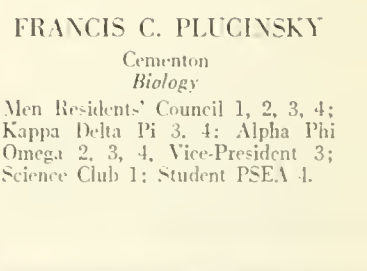 FRANCIS C. PLUCINSKY
Cementon
Biology
Men Residents' Council 1, 2, 3, 4;
Kappa Delta Pi 3, 4; Alpha Phi
Omega 2, 3, 4, Vice-President 3;
Science Club 1; Student PSEA 4.